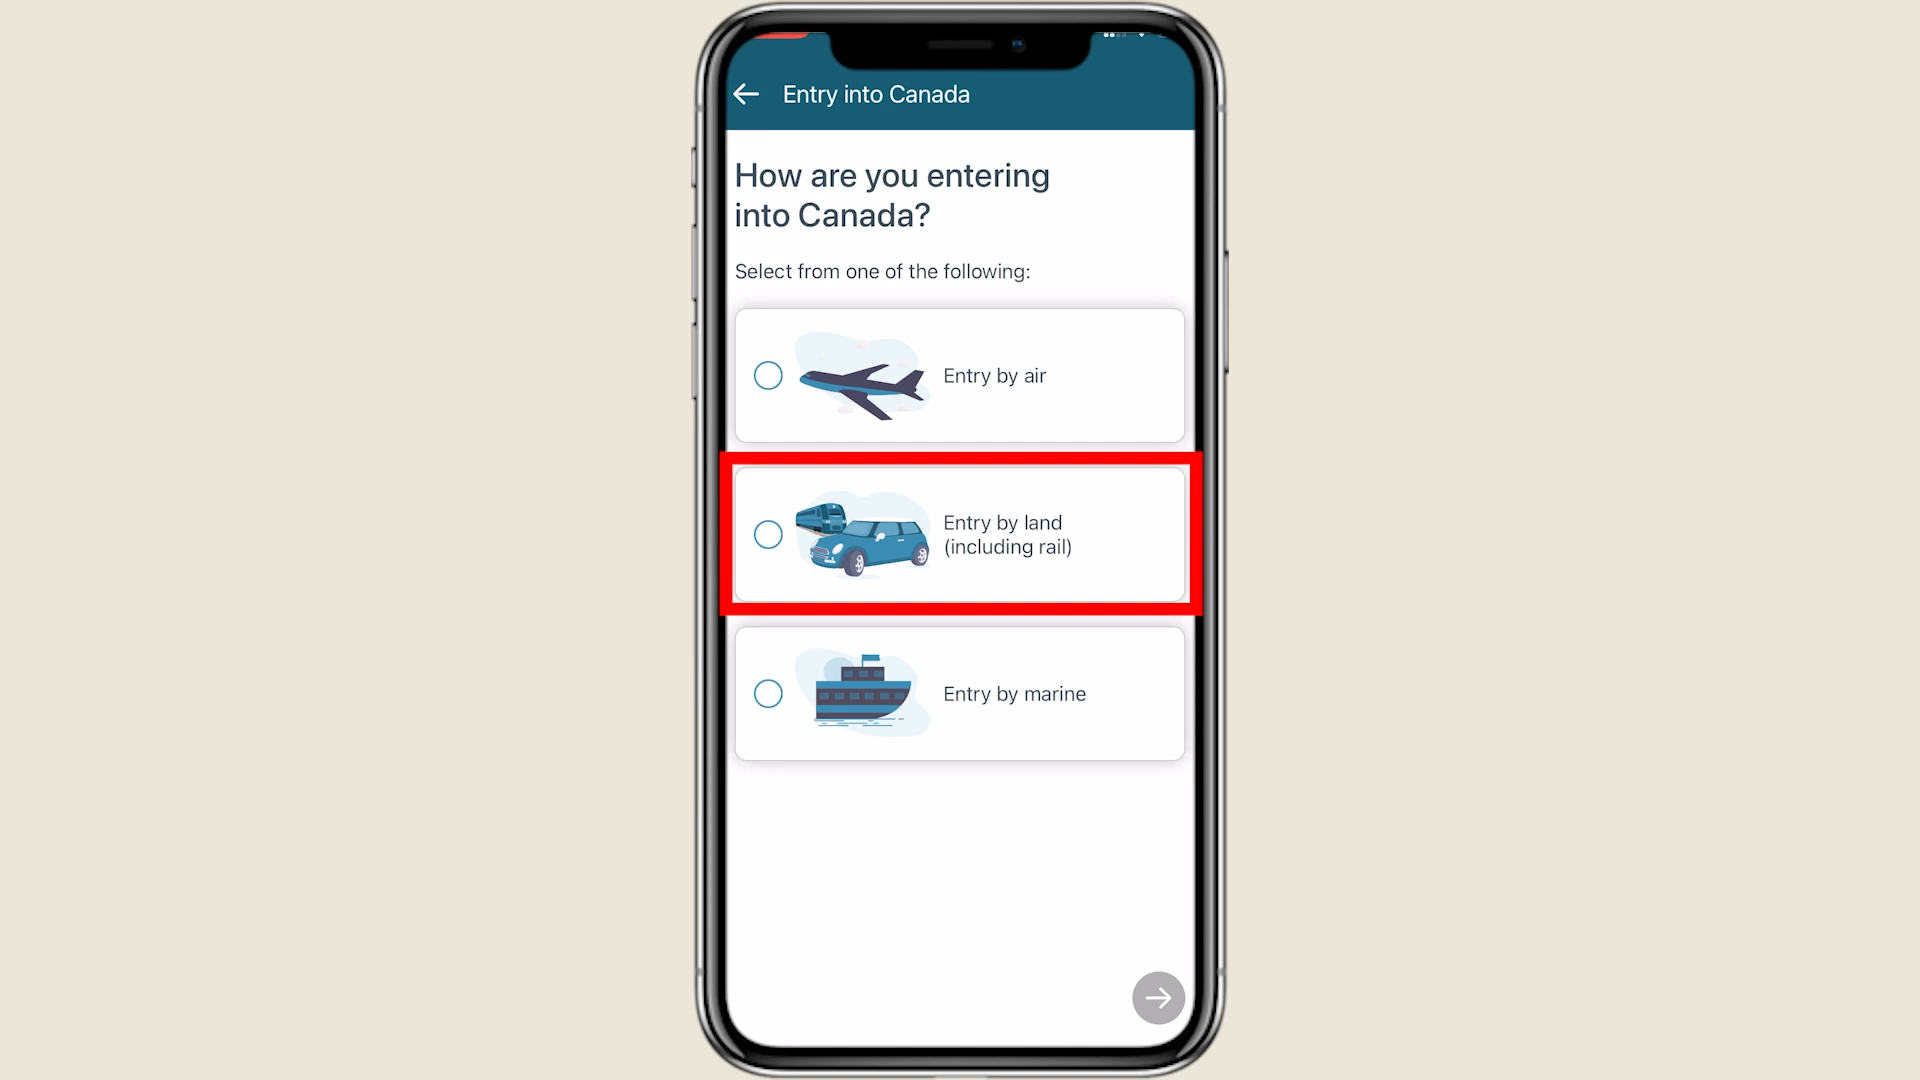 Entry into Canada
How are you entering
into Canada?
Select from one of the following:
Entry by air
Entry by land
(including rail)
Entry by marine